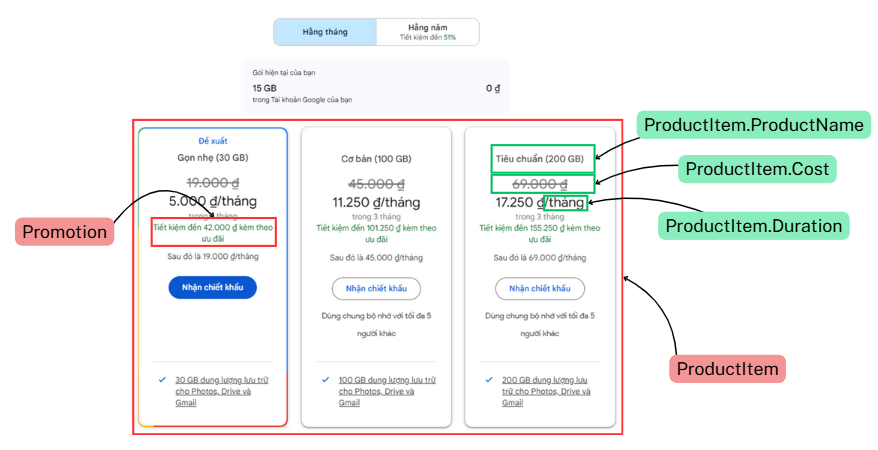 Hằng tháng
Hằng năm
Tiết kiệm đến 51%
Gói hiện tại của bạn
15 GB
0 ₫
trong Tài khoản Google của bạn
ProductItem.ProductName
ProductItem.Cost
ProductItem.Duration
ProductItem
Promotion
Đề xuất
Gọn nhẹ (30 GB)
19.000 ₫
5.000 ₫/tháng
trong 3 tháng
Tiết kiệm đến 42.000 ₫ kèm theo
ưu đãi
Sau đó là 19.000 ₫/tháng
Nhận chiết khấu
30 GB dung lượng lưu trữ
cho Photos, Drive và
Gmail
Cơ bản (100 GB)
45.000 ₫
11.250 ₫/tháng
trong 3 tháng
Tiết kiệm đến 101.250 ₫ kèm theo
ưu đãi
Sau đó là 45.000 ₫/tháng
Nhận chiết khấu
Dùng chung bộ nhớ với tối đa 5
người khác
100 GB dung lượng lưu trữ
cho Photos, Drive và
Gmail
Tiêu chuẩn (200 GB)
69.000 ₫
17.250 ₫/tháng
trong 3 tháng
Tiết kiệm đến 155.250 ₫ kèm theo
ưu đãi
Sau đó là 69.000 ₫/tháng
Nhận chiết khấu
Dùng chung bộ nhớ với tối đa 5
người khác
200 GB dung lượng lưu
trữ cho Photos, Drive và
Gmail